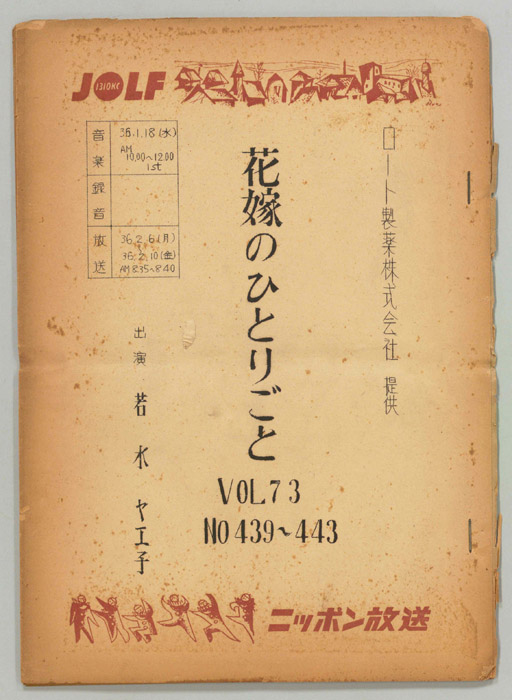 JOLF
1310KC
ロート製薬株式会社 提供
花嫁のひとりごと
VOL.73
NO 439~443
音楽
36.1.18(水)
AM
10.00~12.00
1st
録音
放送
36.2.6(月)
36.2.10(金)
AM 8:35~8:40
出演 若水ヤエ子
ニッポン放送